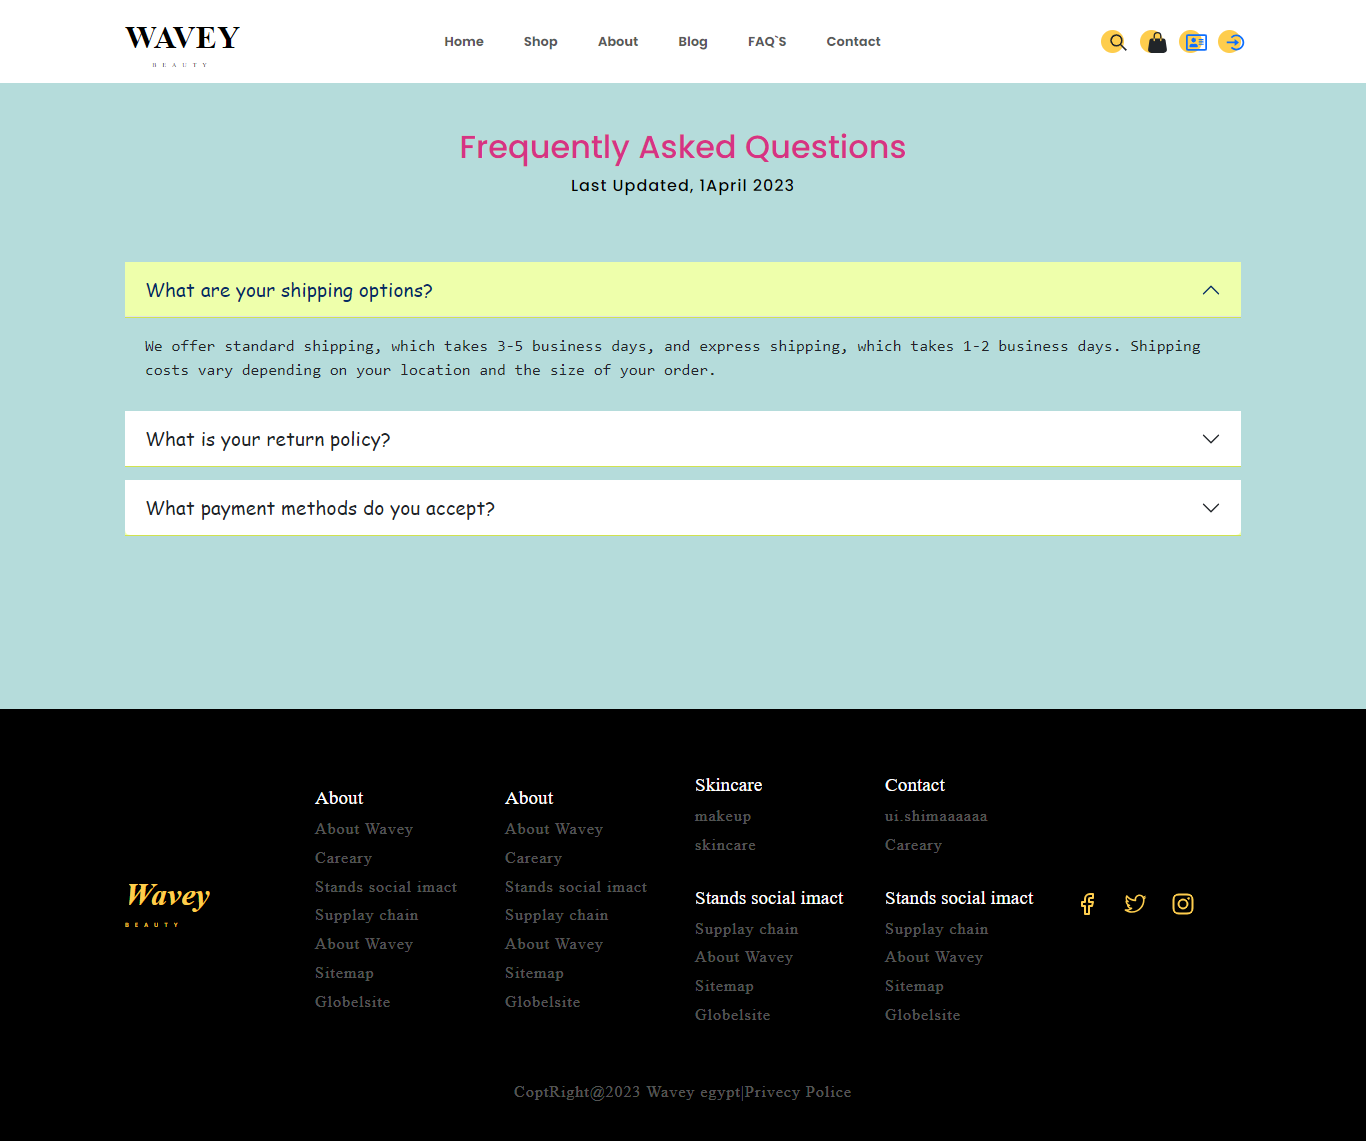 WAVEY
BEAUTY
Home Shop About Blog FAQ`S Contact
Frequently Asked Questions
Last Updated, 1April 2023
What are your shipping options?
We offer standard shipping, which takes 3-5 business days, and express shipping, which takes 1-2 business days. Shipping
costs vary depending on your location and the size of your order.
What is your return policy?
What payment methods do you accept?
Wavey
BEAUTY
About
About Wavey
Careary
Stands social imact
Supplay chain
About Wavey
Sitemap
Globelsite
About
About Wavey
Careary
Stands social imact
Supplay chain
About Wavey
Sitemap
Globelsite
Skincare
makeup
skincare
Stands social imact
Supplay chain
About Wavey
Sitemap
Globelsite
Contact
ui.shimaaaaaa
Careary
Stands social imact
Supplay chain
About Wavey
Sitemap
Globelsite
CoptRight@2023 Wavey egypt|Privecy Police